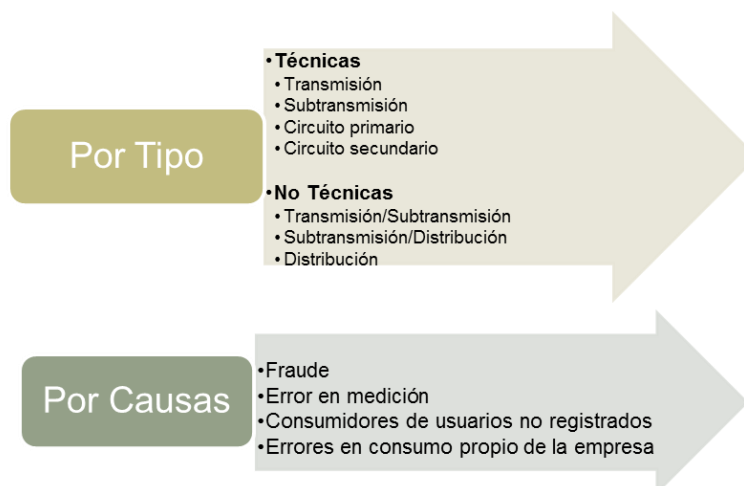 Por Tipo
•Técnicas
•Transmisión
•Subtransmisión
•Circuito primario
•Circuito secundario
•No Técnicas
•Transmisión/Subtransmisión
•Subtransmisión/Distribución
•Distribución
Por Causas
•Fraude
•Error en medición
•Consumidores de usuarios no registrados
•Errores en consumo propio de la empresa